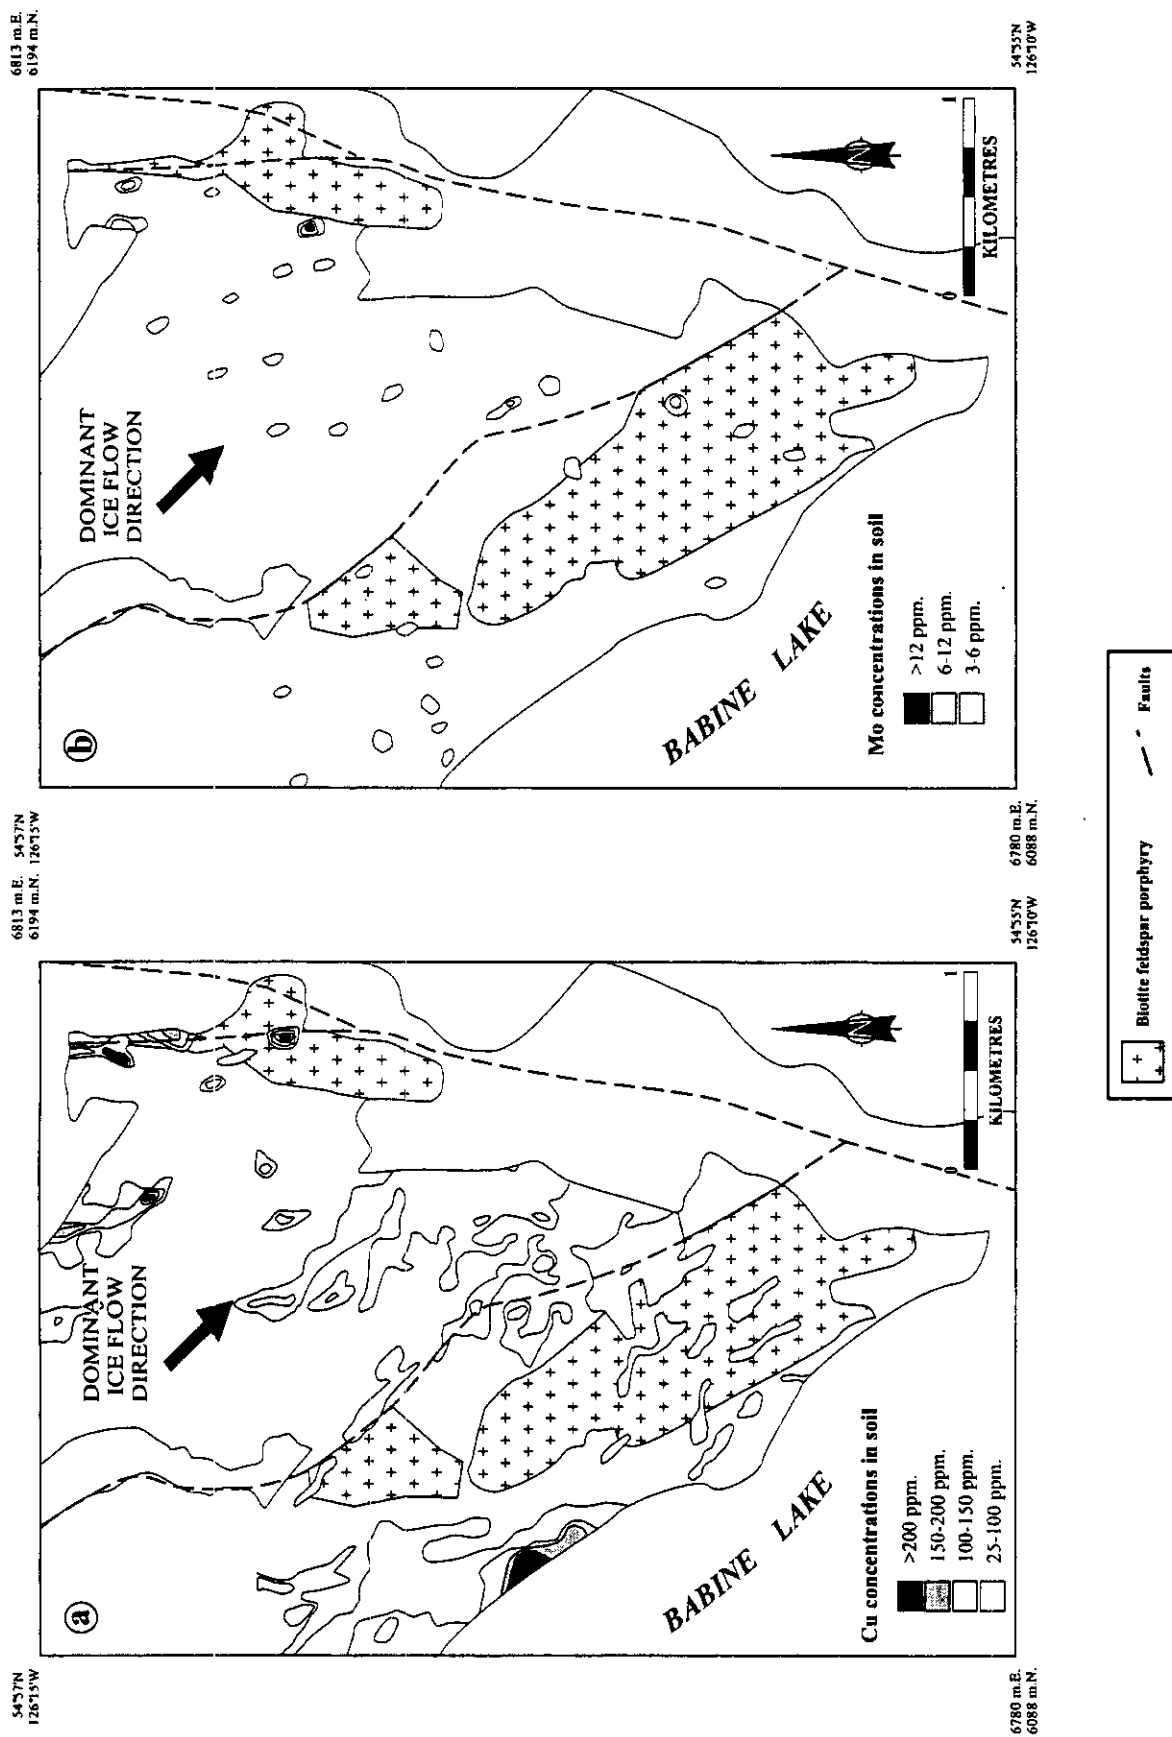 54°57'N
126°15'W
6813 m.E.
6194 m.N.
a
DOMINANT
ICE FLOW
DIRECTION
BABINE LAKE
Cu concentrations in soil
>200 ppm.
150-200 ppm.
100-150 ppm.
25-100 ppm.
N
0 1
KILOMETRES
6780 m.E.
6088 m.N.
54°55'N
126°10'W
54°57'N
126°15'W
6813 m.E.
6194 m.N.
b
DOMINANT
ICE FLOW
DIRECTION
BABINE LAKE
Mo concentrations in soil
>12 ppm.
6-12 ppm.
3-6 ppm.
N
0 1
KILOMETRES
6780 m.E.
6088 m.N.
54°55'N
126°10'W
Biotite feldspar porphyry
Faults